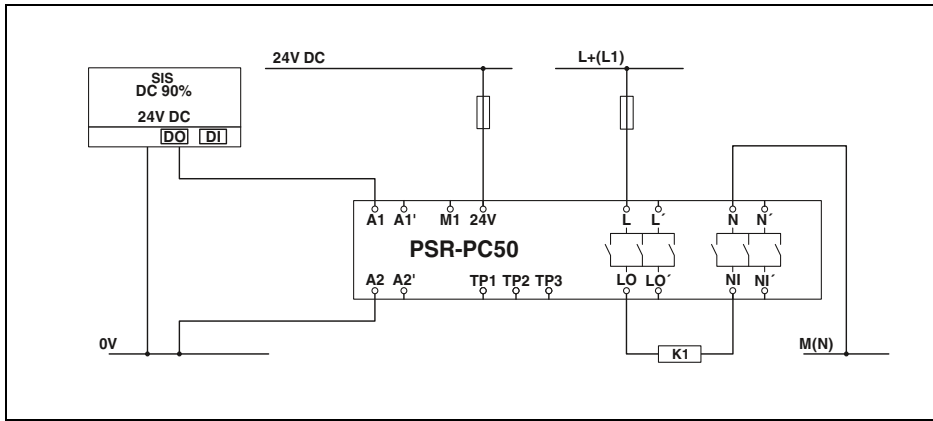 24V DC
L+(L1)
SIS
DC 90%
24V DC
DO DI
A1 A1' M1 24V L L´ N N´
PSR-PC50
A2 A2' TP1 TP2 TP3 LO LO´ NI NI´
0V
K1
M(N)